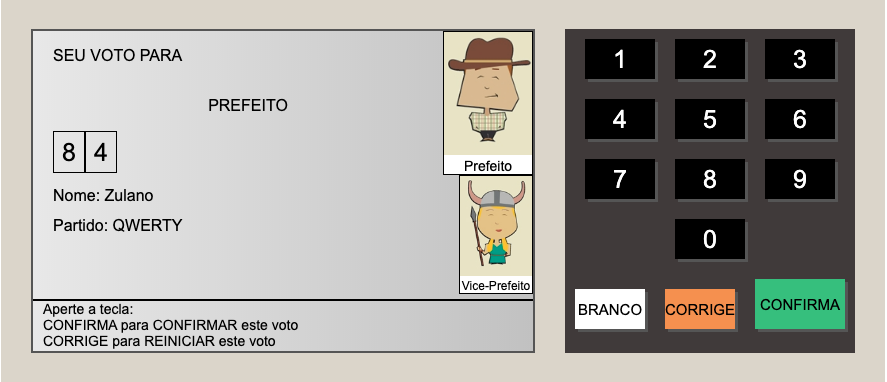 SEU VOTO PARA
PREFEITO
8 4
Nome: Zulano
Partido: QWERTY
Prefeito
Vice-Prefeito
Aperte a tecla:
CONFIRMA para CONFIRMAR este voto
CORRIGE para REINICIAR este voto
1 2 3
4 5 6
7 8 9
0
BRANCO CORRIGE CONFIRMA